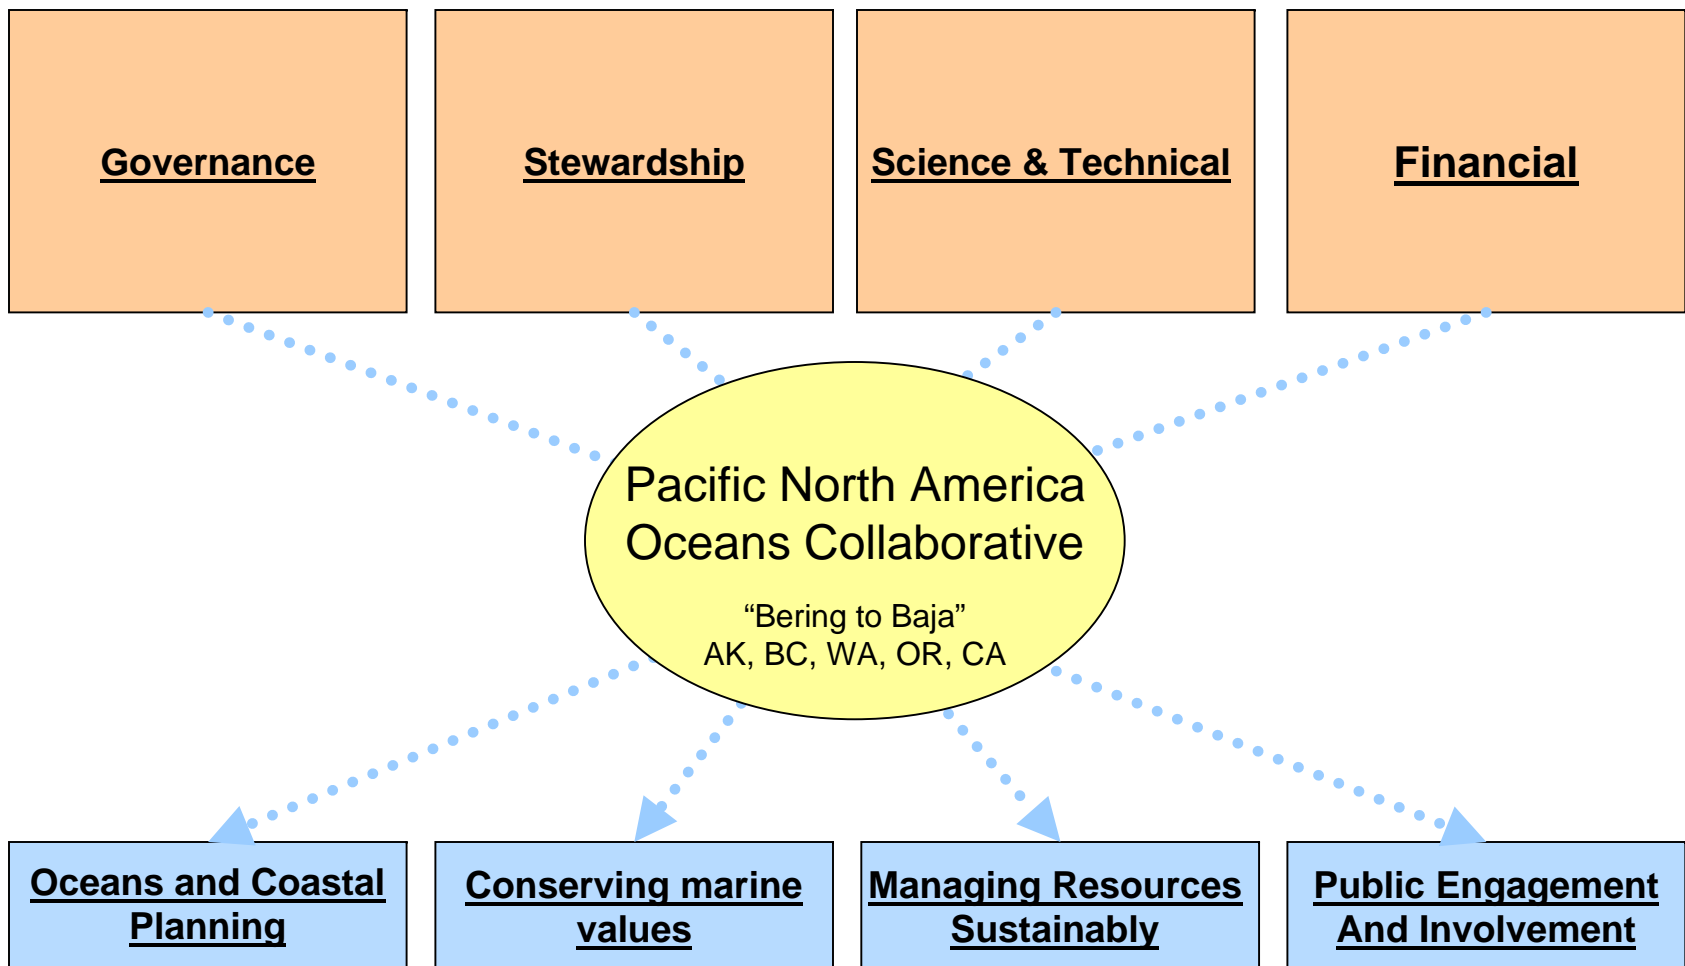 Governance
Stewardship
Science & Technical
Financial
Pacific North America
Oceans Collaborative
“Bering to Baja”
AK, BC, WA, OR, CA
Oceans and Coastal
Planning
Conserving marine
values
Managing Resources
Sustainably
Public Engagement
And Involvement